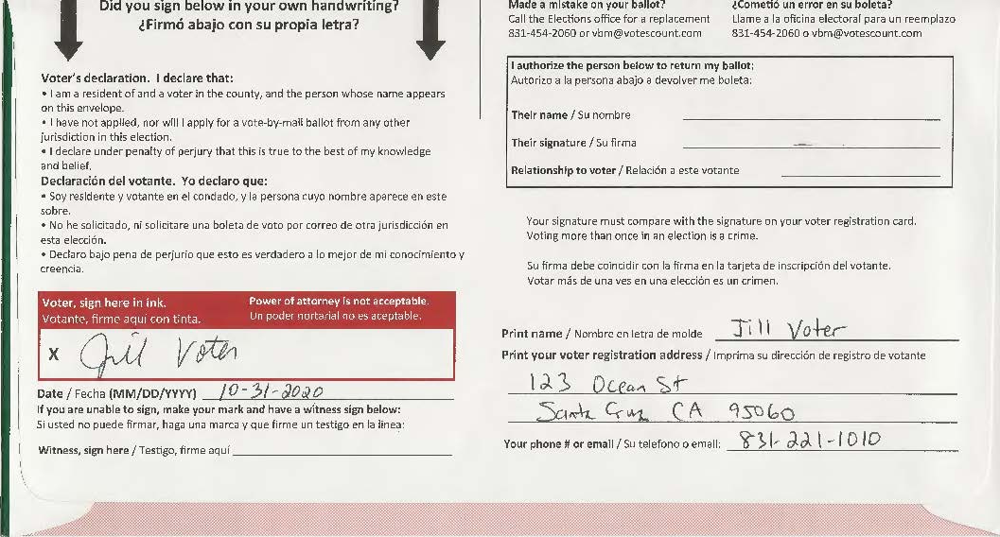 Did you sign below in your own handwriting?
¿Firmó abajo con su propia letra?
Voter's declaration. I declare that:
• I am a resident of and a voter in the county, and the person whose name appears
on this envelope.
• I have not applied, nor will I apply for a vote-by-mail ballot from any other
jurisdiction in this election.
• I declare under penalty of perjury that this is true to the best of my knowledge
and belief.
Declaración del votante. Yo declaro que:
• Soy residente y votante en el condado, y la persona cuyo nombre aparece en este
sobre.
• No he solicitado, ni solicitare una boleta de voto por correo de otra jurisdicción en
esta elección.
• Declaro bajo pena de perjurio que esto es verdadero a lo mejor de mi conocimiento y
creencia.
Voter, sign here in ink. Power of attorney is not acceptable.
Votante, firme aquí con tinta. Un poder nortarial no es aceptable.
X Jill Voter
Date / Fecha (MM/DD/YYYY) 10-31-2020
If you are unable to sign, make your mark and have a witness sign below:
Si usted no puede firmar, haga una marca y que firme un testigo en la línea:
Witness, sign here / Testigo, firme aquí
Made a mistake on your ballot? ¿Cometió un error en su boleta?
Call the Elections office for a replacement Llame a la oficina electoral para un reemplazo
831-454-2060 or vbm@votescount.com 831-454-2060 o vbm@votescount.com
I authorize the person below to return my ballot:
Autorizo a la persona abajo a devolver me boleta:
Their name / Su nombre
Their signature / Su firma
Relationship to voter / Relación a este votante
Your signature must compare with the signature on your voter registration card.
Voting more than once in an election is a crime.
Su firma debe coincidir con la firma en la tarjeta de inscripción del votante.
Votar más de una ves en una elección es un crimen.
Print name / Nombre en letra de molde Jill Voter
Print your voter registration address / Imprima su dirección de registro de votante
123 Ocean St
Santa Cruz CA 95060
Your phone # or email / Su telefono o email: 831-221-1010